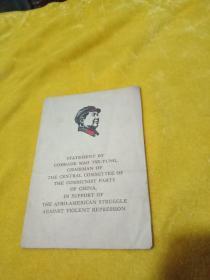 STATEMENT BY
COMRADE MAO TSE-TUNG,
CHAIRMAN OF
THE CENTRAL COMMITTEE OF
THE COMMUNIST PARTY
OF CHINA,
IN SUPPORT OF
THE AFRO-AMERICAN STRUGGLE
AGAINST VIOLENT REPRESSION